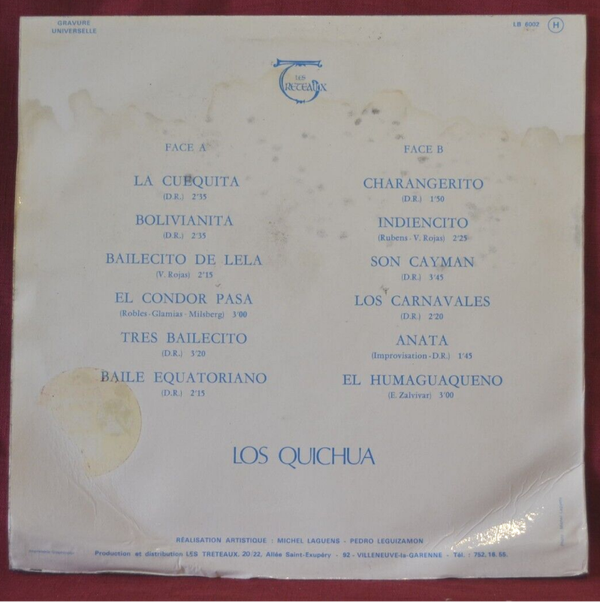 GRAVURE
UNIVERSELLE
LB 6002 H
LES
TRETEAUX
FACE A
LA CUEQUITA
(D.R.) 2'35
BOLIVIANITA
(D.R.) 2'35
BAILECITO DE LELA
(V. Rojas) 2'15
EL CONDOR PASA
(Robles-Glamias-Milsberg) 3'00
TRES BAILECITO
(D.R.) 3'20
BAILE EQUATORIANO
(D.R.) 2'15
FACE B
CHARANGERITO
(D.R.) 1'50
INDIENCITO
(Rubens-V. Rojas) 2'25
SON CAYMAN
(D.R.) 3'45
LOS CARNAVALES
(D.R.) 2'20
ANATA
(Improvisation-D.R.) 1'45
EL HUMAGUAQUENO
(E. Zalvivar) 3'00
LOS QUICHUA
RÉALISATION ARTISTIQUE : MICHEL LAGUENS - PEDRO LEGUIZAMON
Production et distribution LES TRETEAUX, 20/22, Allée Saint-Exupéry - 92 - VILLENEUVE-la-GARENNE - Tél. : 752.18.55.